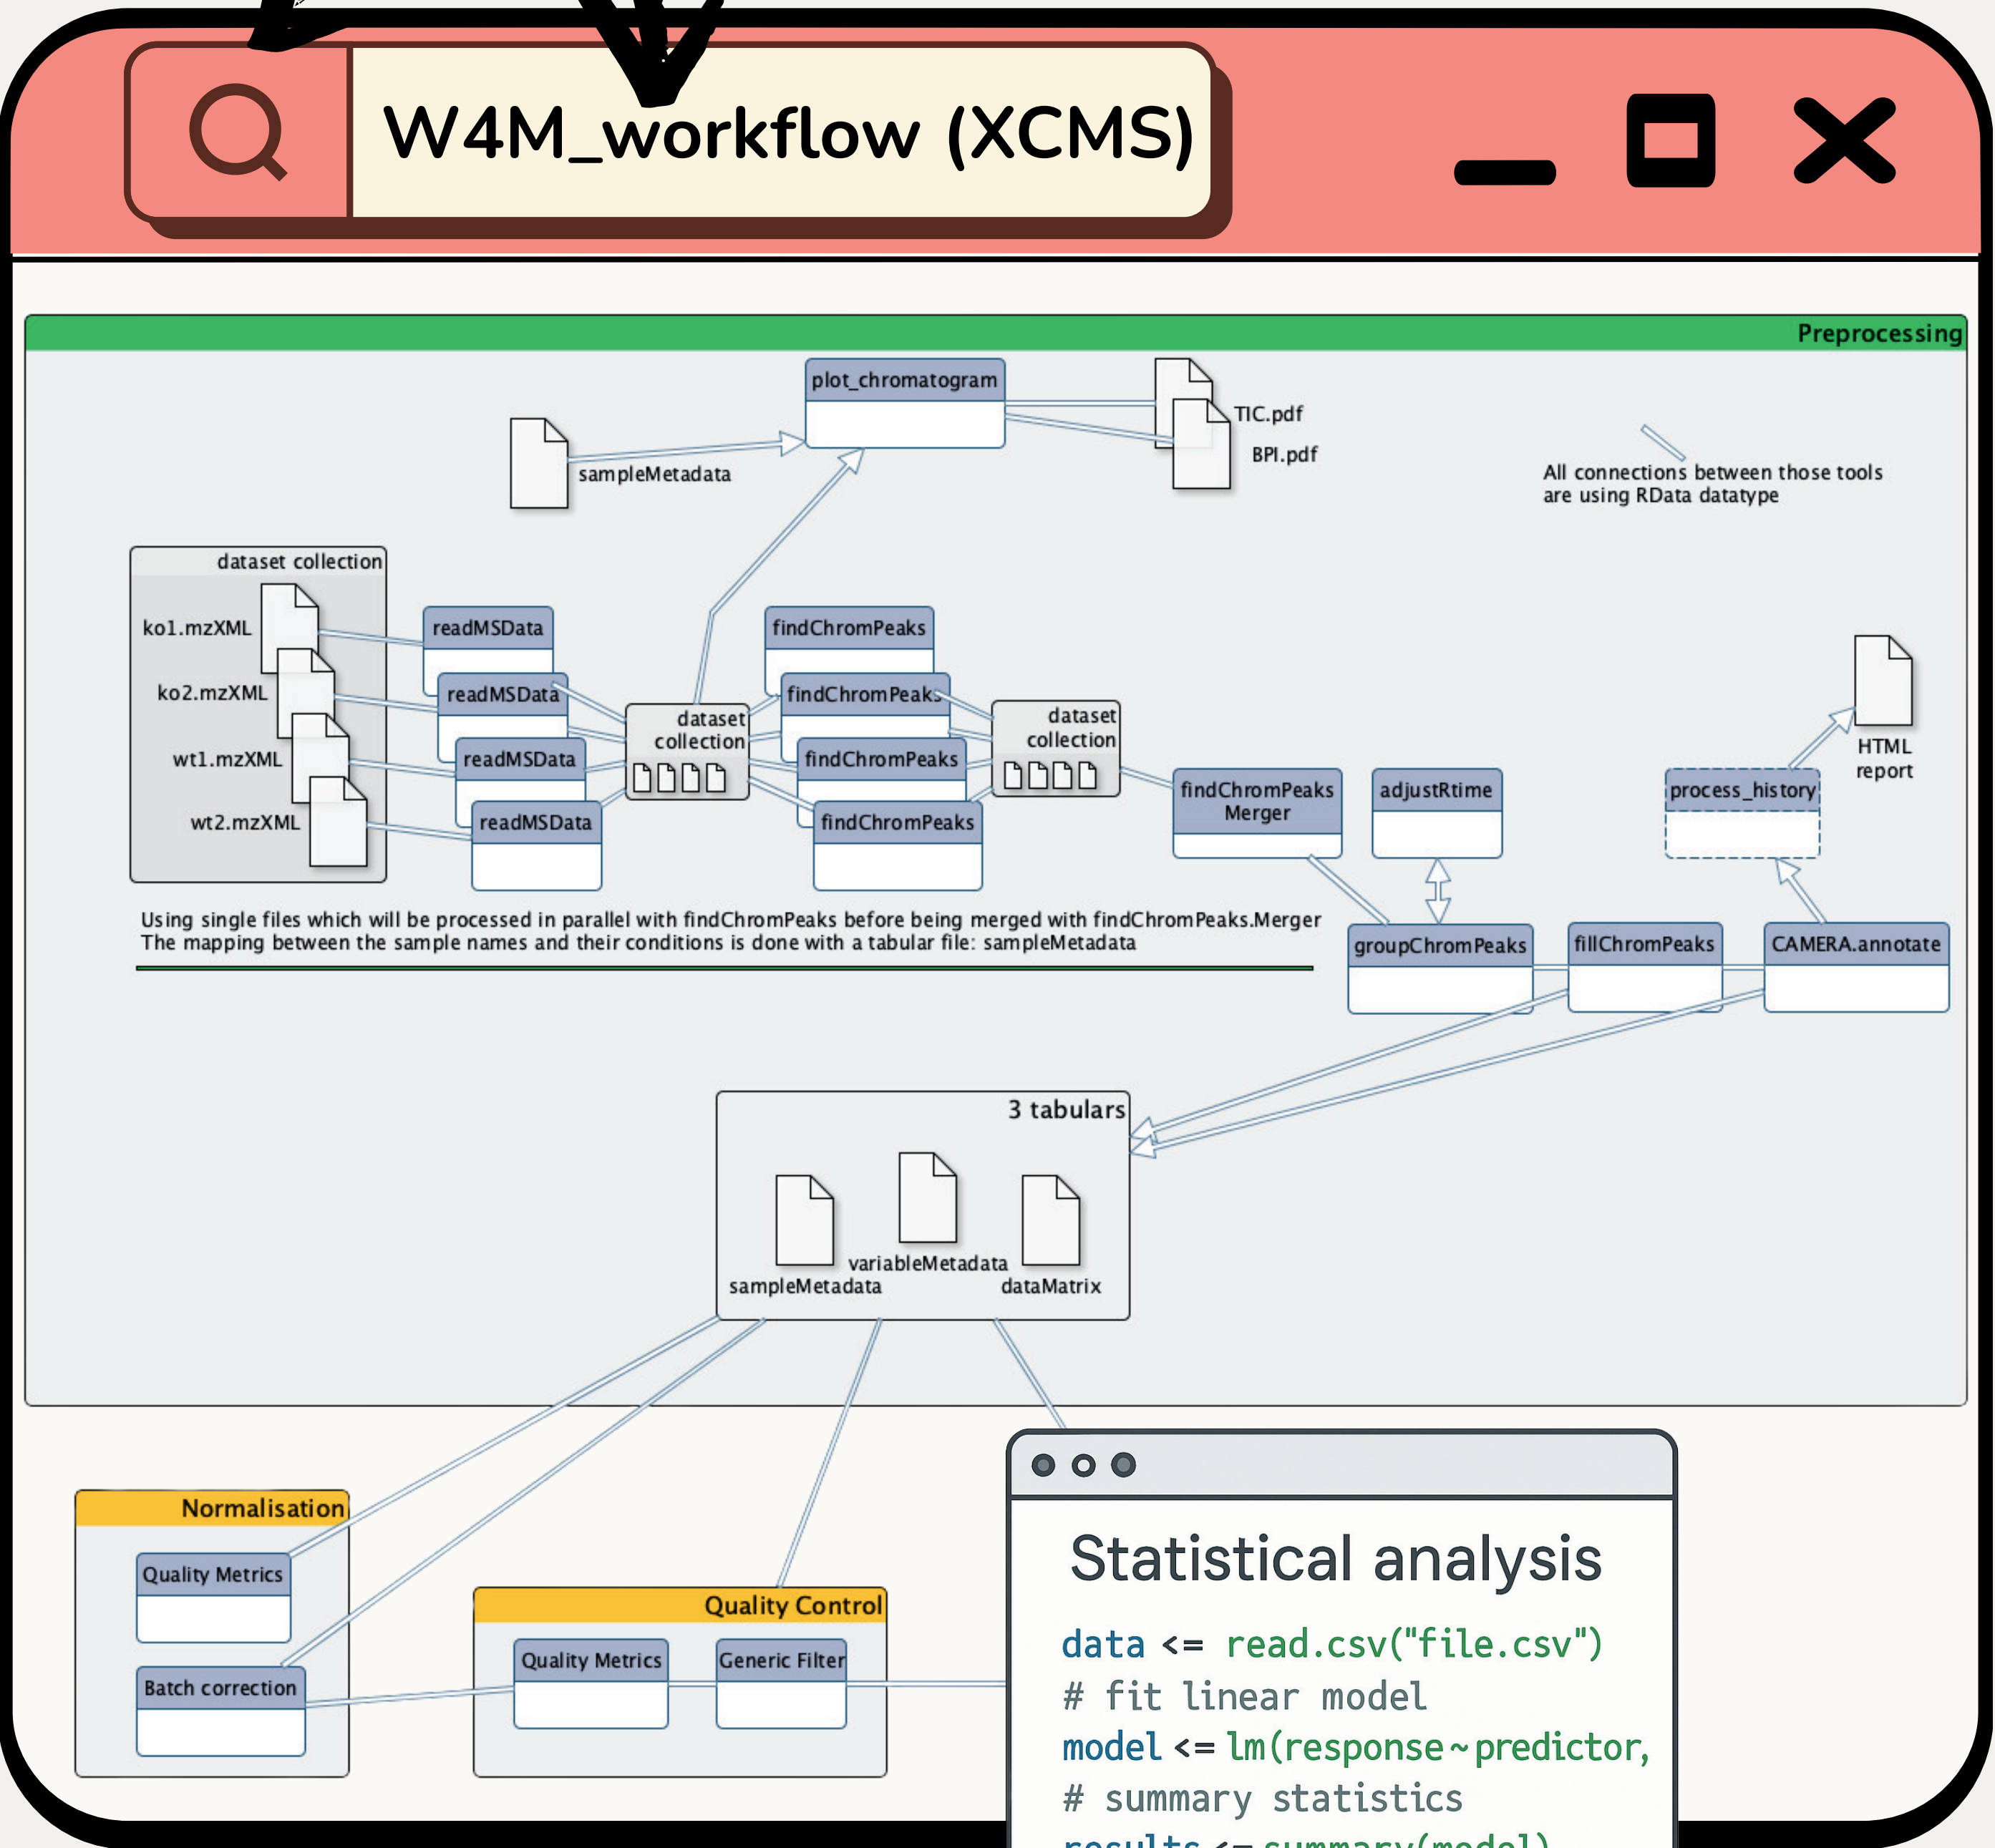 W4M_workflow (XCMS)
Preprocessing
plot_chromatogram
TIC.pdf
BPI.pdf
sampleMetadata
All connections between those tools
are using RData datatype
dataset collection
ko1.mzXML
ko2.mzXML
wt1.mzXML
wt2.mzXML
readMSData
readMSData
readMSData
readMSData
dataset
collection
findChromPeaks
findChromPeaks
findChromPeaks
findChromPeaks
dataset
collection
findChromPeaks
Merger
adjustRtime
process_history
HTML
report
Using single files which will be processed in parallel with findChromPeaks before being merged with findChromPeaks.Merger
The mapping between the sample names and their conditions is done with a tabular file: sampleMetadata
groupChromPeaks
fillChromPeaks
CAMERA.annotate
3 tabulars
sampleMetadata
variableMetadata
dataMatrix
Normalisation
Quality Metrics
Batch correction
Quality Control
Quality Metrics
Generic Filter
Statistical analysis
data <= read.csv("file.csv")
# fit linear model
model <= lm(response~predictor,
# summary statistics
results <= summary(model)